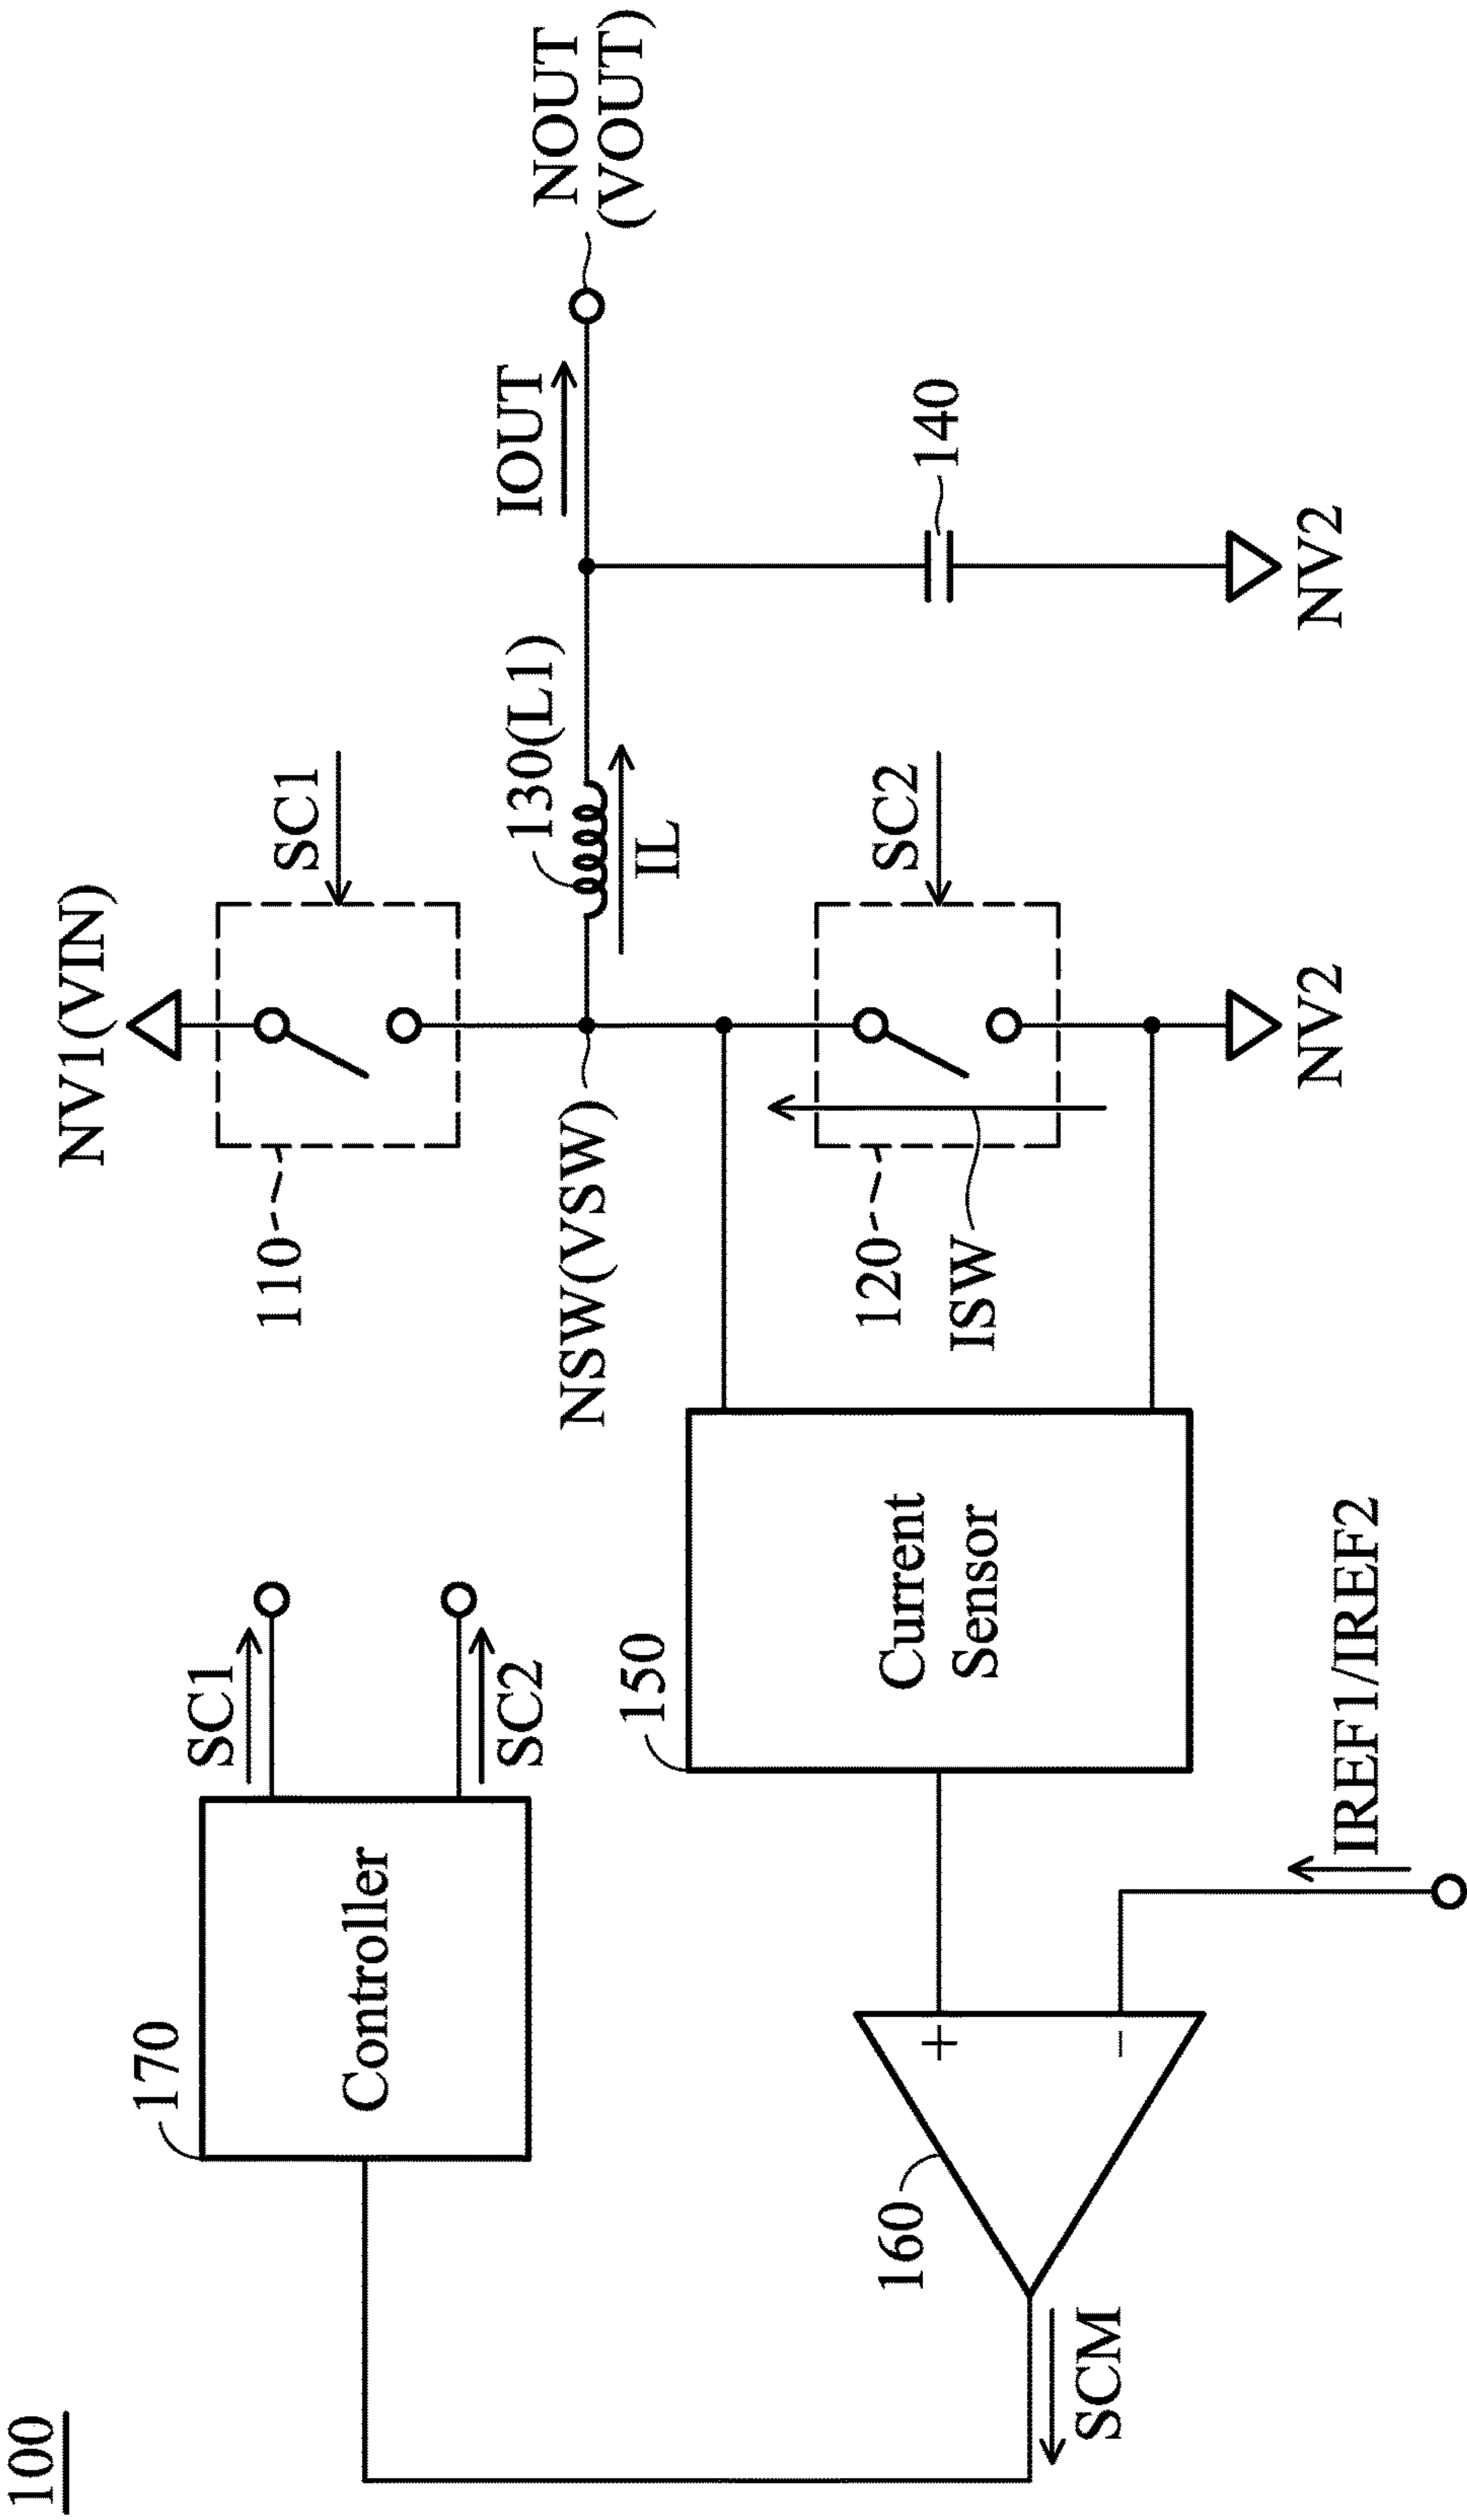 100
NV1(VIN)
SC1
110
170
SC1
Controller
SC2
NOUT
(VOUT)
IOUT
130(L1)
IL
NSW(VSW)
150
Current
Sensor
SC2
120
ISW
140
160
+
-
SCM
IREF1/IREF2
NV2
NV2